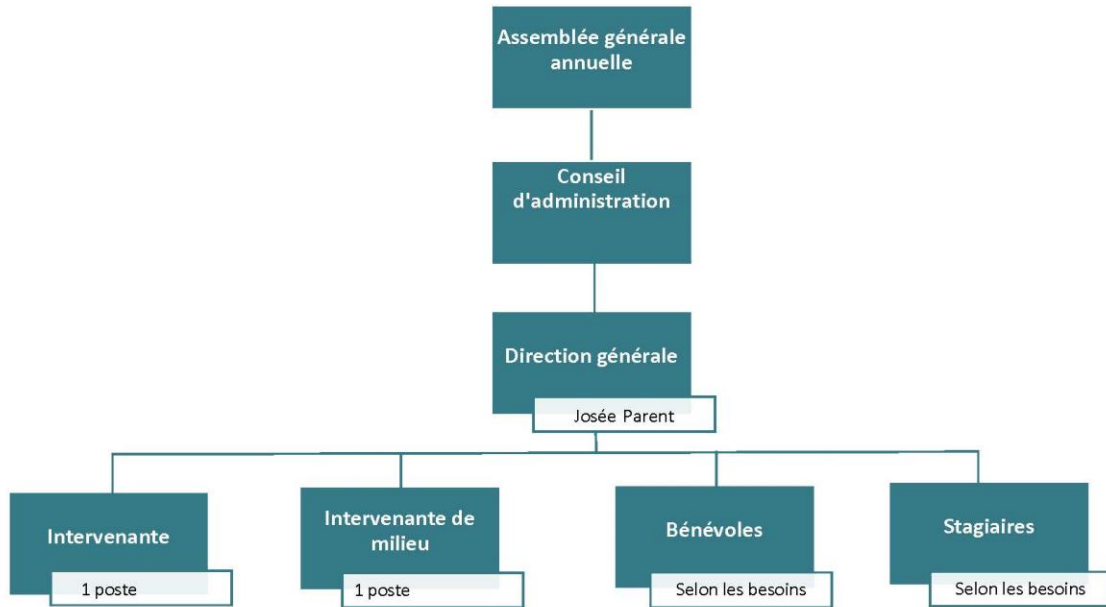 Assemblée générale
annuelle
Conseil
d'administration
Direction générale
Josée Parent
Intervenante
1 poste
Intervenante de
milieu
1 poste
Bénévoles
Selon les besoins
Stagiaires
Selon les besoins